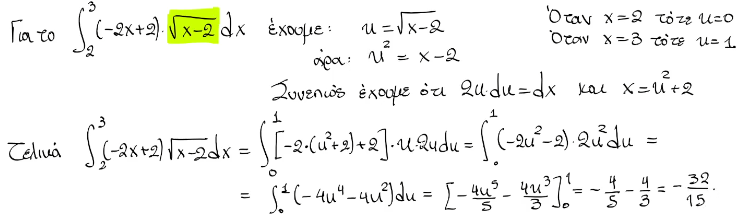 Για το ∫₂³(-2x+2)·√(x-2) dx έχουμε: u=√(x-2) Όταν x=2 τότε u=0
άρα: u² = x-2 Όταν x=3 τότε u=1
Συνεπώς έχουμε ότι 2u·du=dx και x=u²+2
Τελικά ∫₂³(-2x+2)√(x-2)dx = ∫₀¹[-2·(u²+2)+2]·u·2udu = ∫₀¹(-2u²-2)·2u²du =
= ∫₀¹(-4u⁴-4u²)du = [-4u⁵/5 - 4u³/3]₀¹ = -4/5 - 4/3 = -32/15.